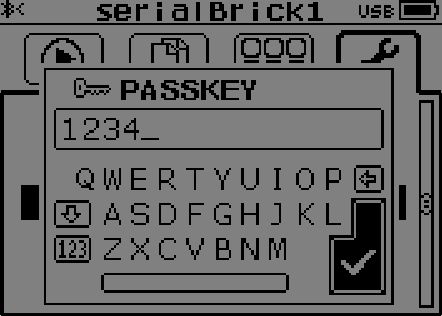 serialBrick1 USB
PASSKEY
1234_
QWERTYUIOP
ASDFGHJKL
123 ZXCVBNM